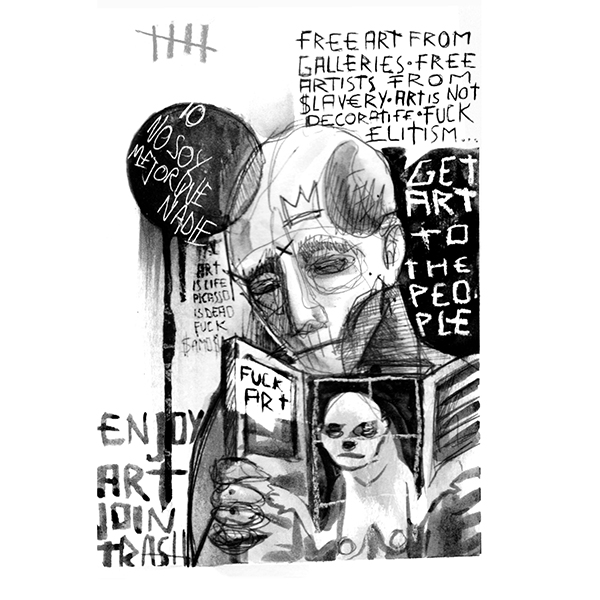 FREE ART FROM
GALLERIES·FREE
ARTISTS FROM
$LAVERY·ART IS NOT
DECORATIFF·FUCK
ELITISM...
YO
NO SOY
MEJOR QUE
NADIE
GET
ART
TO
THE
PEO
PLE
ART
IS LIFE
PICASSO
IS DEAD
FUCK
$AMO$
FUCK
ART
ENJOY
ART
JOIN
TRASH